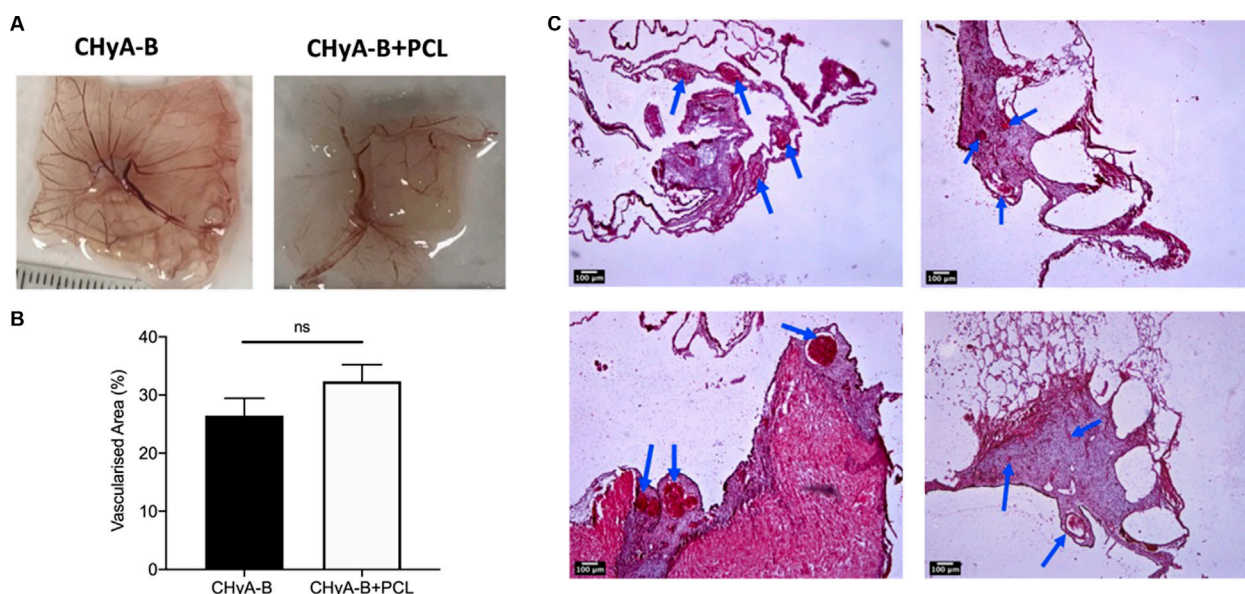 A
CHyA-B
CHyA-B+PCL
C
100 µm
100 µm
B
ns
40
30
20
10
0
Vascularised Area (%)
CHyA-B
CHyA-B+PCL
100 µm
100 µm